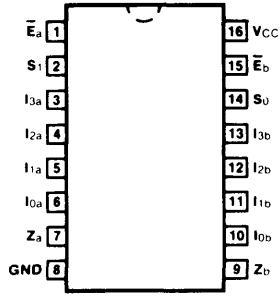 Ēa 1 16 VCC
S1 2 15 Ēb
I3a 3 14 S0
I2a 4 13 I3b
I1a 5 12 I2b
I0a 6 11 I1b
Za 7 10 I0b
GND 8 9 Zb